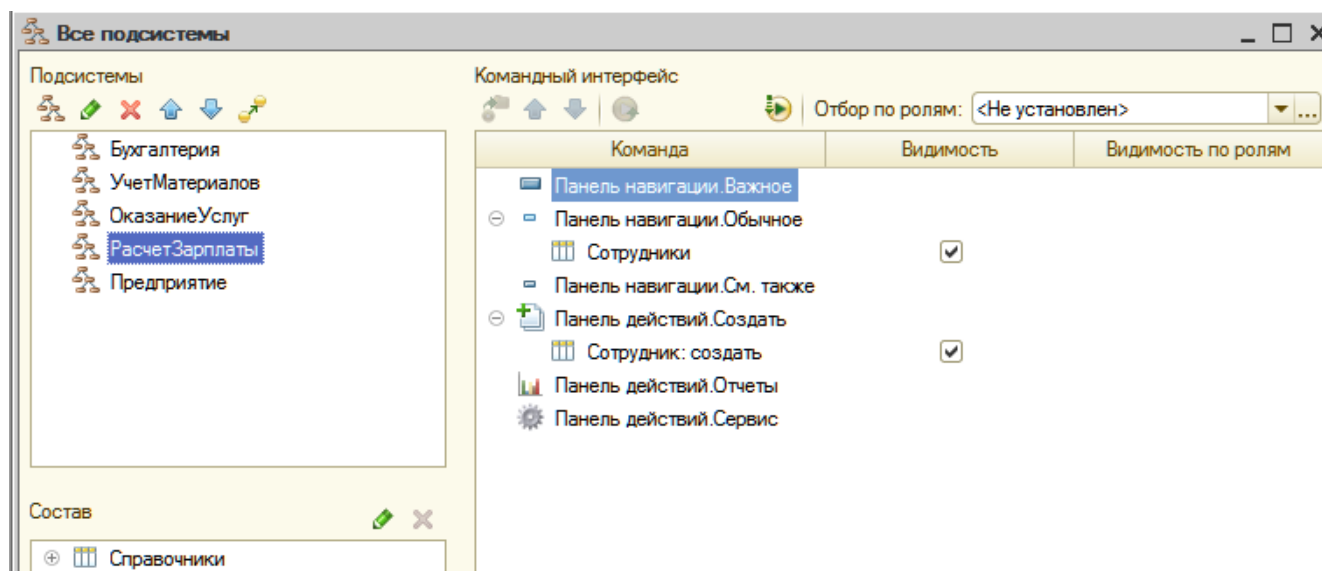 Все подсистемы
Подсистемы
Бухгалтерия
УчетМатериалов
ОказаниеУслуг
РасчетЗарплаты
Предприятие
Состав
Справочники
Командный интерфейс
Отбор по ролям: <Не установлен>
Команда Видимость Видимость по ролям
Панель навигации.Важное
Панель навигации.Обычное
Сотрудники
Панель навигации.См. также
Панель действий.Создать
Сотрудник: создать
Панель действий.Отчеты
Панель действий.Сервис